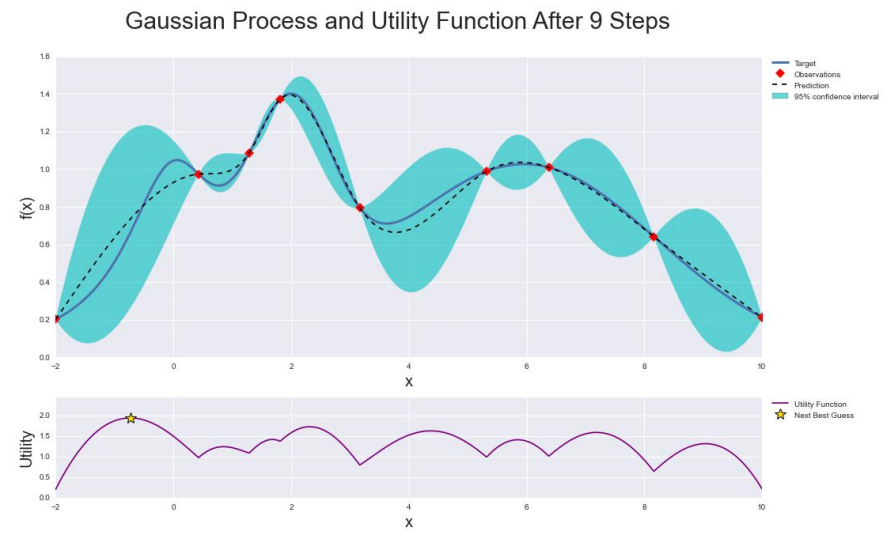 Gaussian Process and Utility Function After 9 Steps
1.6
1.4
1.2
1.0
0.8
0.6
0.4
0.2
0.0
f(x)
−2
0
2
4
6
8
10
x
Target
Observations
Prediction
95% confidence interval
2.0
1.5
1.0
0.5
0.0
Utility
−2
0
2
4
6
8
10
x
Utility Function
Next Best Guess